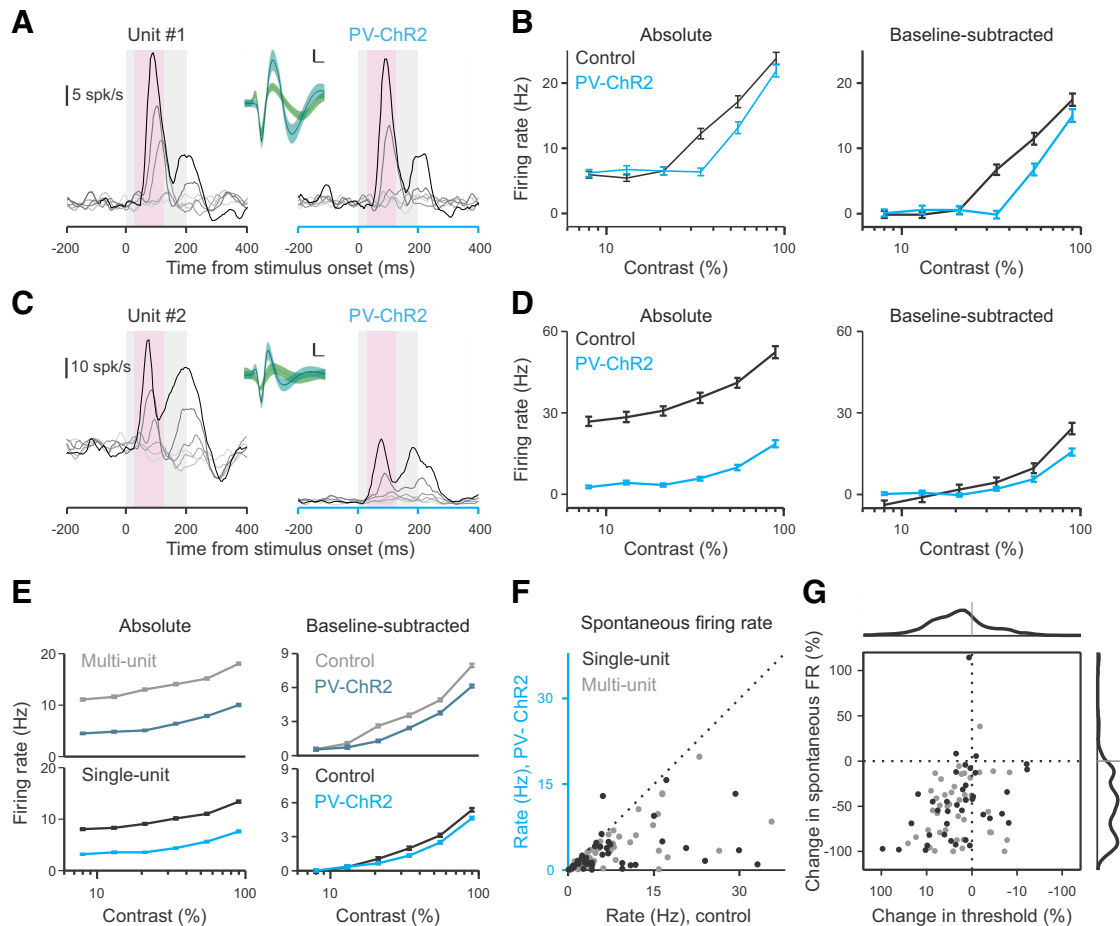 A
Unit #1
PV-ChR2
5 spk/s
-200 0 200 400
-200 0 200 400
Time from stimulus onset (ms)
B
Absolute
Baseline-subtracted
Control
PV-ChR2
Firing rate (Hz)
20
10
0
20
10
0
10 100
10 100
Contrast (%)
Contrast (%)
C
Unit #2
PV-ChR2
10 spk/s
-200 0 200 400
-200 0 200 400
Time from stimulus onset (ms)
D
Absolute
Baseline-subtracted
Control
PV-ChR2
Firing rate (Hz)
60
30
0
60
30
0
10 100
10 100
Contrast (%)
Contrast (%)
E
Absolute
Baseline-subtracted
Firing rate (Hz)
Multi-unit
20
10
0
Control
PV-ChR2
9
6
3
0
Single-unit
20
10
0
Control
PV-ChR2
9
6
3
0
10 100
10 100
Contrast (%)
Contrast (%)
F
Spontaneous firing rate
Single-unit
Multi-unit
Rate (Hz), PV- ChR2
30
15
0
0 15 30
Rate (Hz), control
G
Change in spontaneous FR (%)
100
50
0
-50
-100
100 10 0 -10 -100
Change in threshold (%)